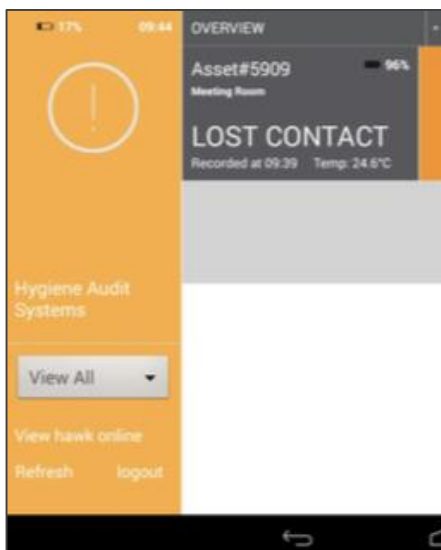 17%
09:44
Hygiene Audit
Systems
View All
View hawk online
Refresh
logout
OVERVIEW
Asset#5909
96%
Meeting Room
LOST CONTACT
Recorded at 09:39 Temp: 24.6°C